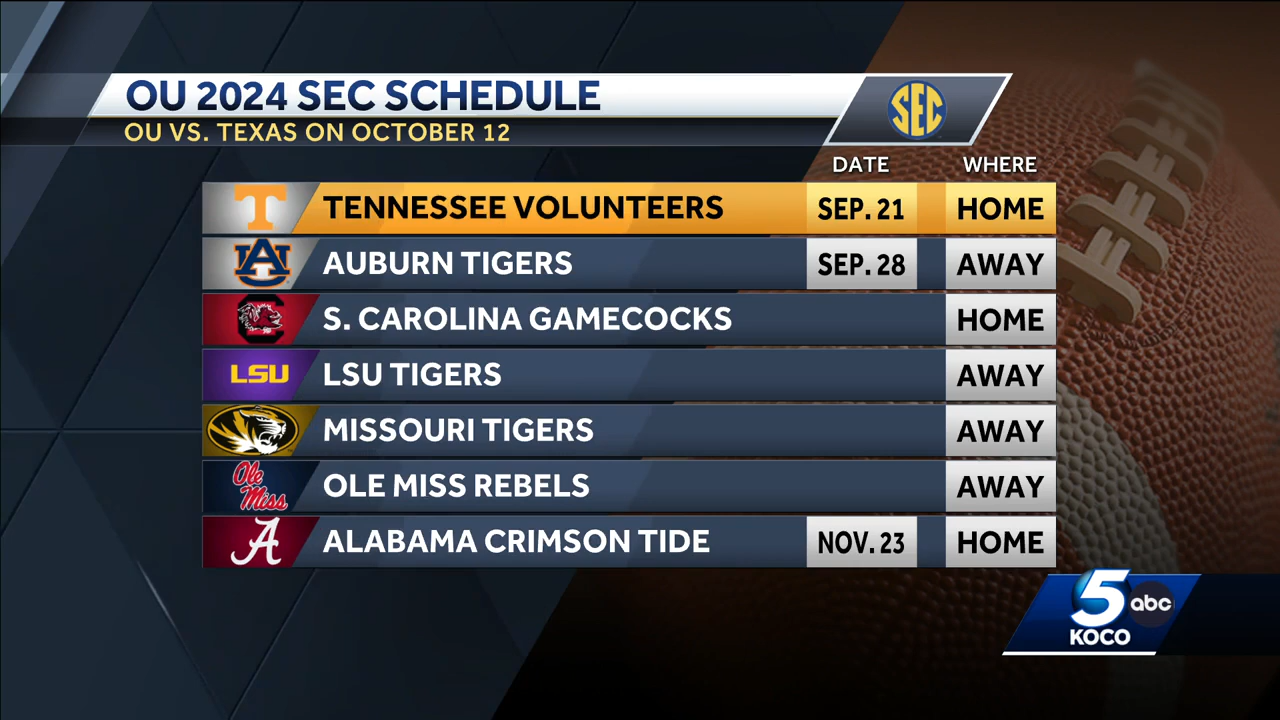 OU 2024 SEC SCHEDULE
SEC
OU VS. TEXAS ON OCTOBER 12
DATE WHERE
T TENNESSEE VOLUNTEERS SEP. 21 HOME
AU AUBURN TIGERS SEP. 28 AWAY
C S. CAROLINA GAMECOCKS HOME
LSU LSU TIGERS AWAY
MISSOURI TIGERS AWAY
Ole Miss OLE MISS REBELS AWAY
A ALABAMA CRIMSON TIDE NOV. 23 HOME
5 abc
KOCO